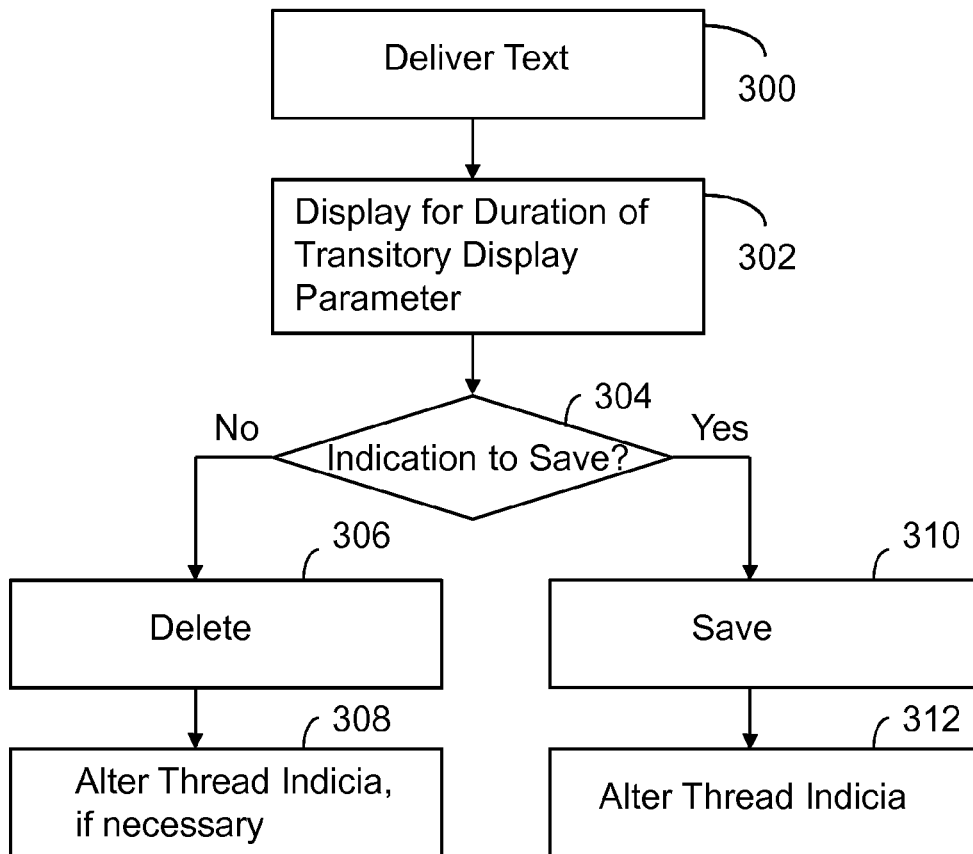 Deliver Text
300
Display for Duration of
Transitory Display
Parameter
302
304
No
Yes
Indication to Save?
306
310
Delete
Save
308
312
Alter Thread Indicia,
if necessary
Alter Thread Indicia